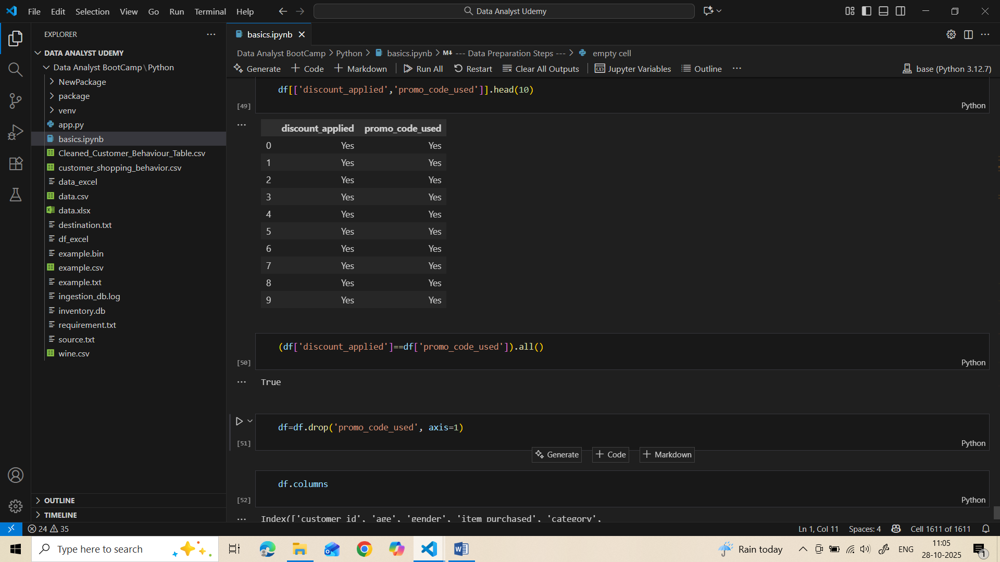 File Edit Selection View Go Run Terminal Help
Data Analyst Udemy
EXPLORER
DATA ANALYST UDEMY
Data Analyst BootCamp\Python
NewPackage
package
venv
app.py
basics.ipynb
Cleaned_Customer_Behaviour_Table.csv
customer_shopping_behavior.csv
data_excel
data.csv
data.xlsx
destination.txt
df_excel
example.bin
example.csv
example.txt
ingestion_db.log
inventory.db
requirement.txt
source.txt
wine.csv
OUTLINE
TIMELINE
basics.ipynb
Data Analyst BootCamp > Python > basics.ipynb > M↓ --- Data Preparation Steps --- > empty cell
Generate + Code + Markdown Run All Restart Clear All Outputs Jupyter Variables Outline ... base (Python 3.12.7)
df[['discount_applied','promo_code_used']].head(10)
[49] Python
discount_applied promo_code_used
0 Yes Yes
1 Yes Yes
2 Yes Yes
3 Yes Yes
4 Yes Yes
5 Yes Yes
6 Yes Yes
7 Yes Yes
8 Yes Yes
9 Yes Yes
(df['discount_applied']==df['promo_code_used']).all()
[50] Python
True
df=df.drop('promo_code_used', axis=1)
[51] Python
Generate + Code + Markdown
df.columns
[52] Python
Index(['customer_id', 'age', 'gender', 'item_purchased', 'category',
24 35 Ln 1, Col 11 Spaces: 4 Cell 1611 of 1611
Type here to search
Rain today
ENG
11:05
28-10-2025
1